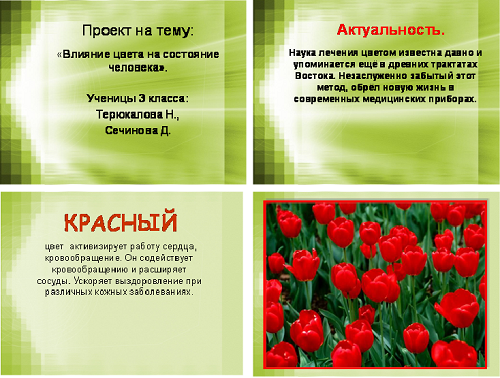 Проект на тему:
«Влияние цвета на состояние
человека».
Ученицы 3 класса:
Терюкалова Н.,
Сечинова Д.
Актуальность.
Наука лечения цветом известна давно и
упоминается ещё в древних трактатах
Востока. Незаслуженно забытый этот
метод, обрел новую жизнь в
современных медицинских приборах.
КРАСНЫЙ
цвет активизирует работу сердца,
кровообращение. Он содействует
кровообращению и расширяет
сосуды. Ускоряет выздоровление при
различных кожных заболеваниях.